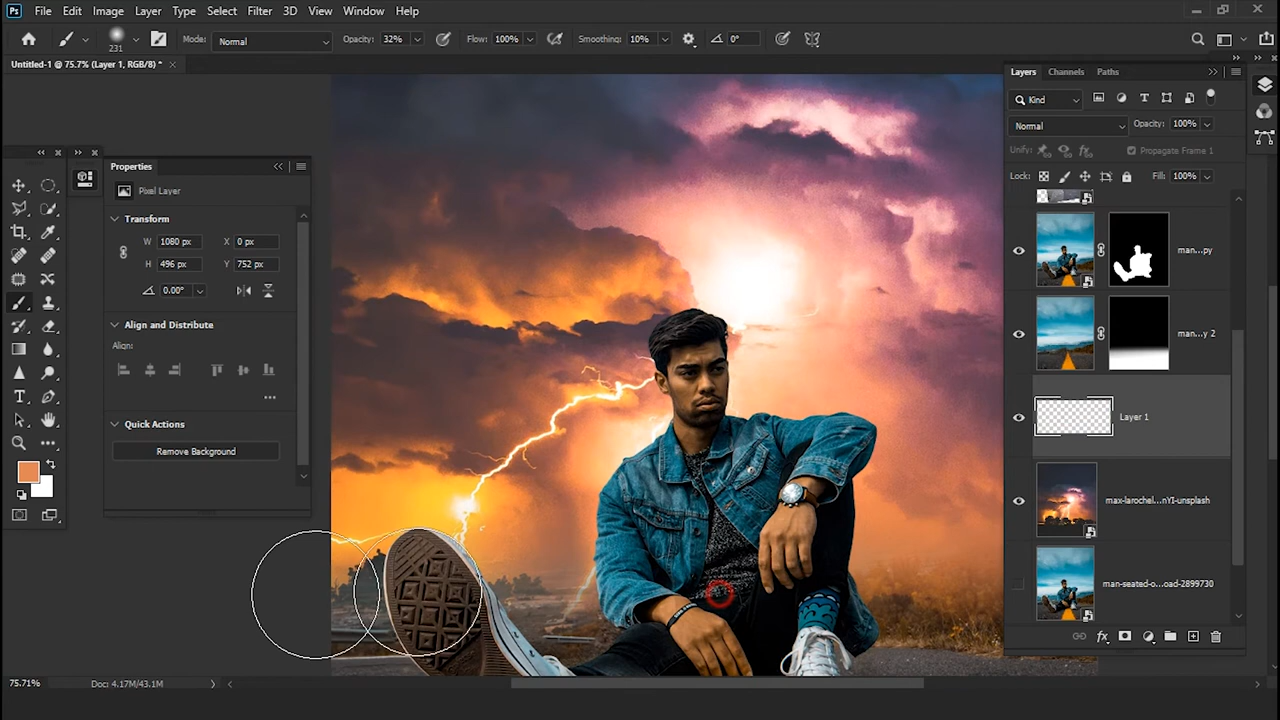 Ps File Edit Image Layer Type Select Filter 3D View Window Help
231 Mode: Normal Opacity: 32% Flow: 100% Smoothing: 10% 0°
Untitled-1 @ 75.7% (Layer 1, RGB/8) *
Layers Channels Paths
Kind
Normal Opacity: 100%
Unify: Propagate Frame 1
Lock: Fill: 100%
Properties
Pixel Layer
Transform
W 1080 px X 0 px
H 496 px Y 752 px
0.00°
Align and Distribute
Align:
Quick Actions
Remove Background
man...py
man...y 2
Layer 1
max-larochel...nYI-unsplash
man-seated-o...oad-2899730
75.71% Doc: 4.17M/43.1M